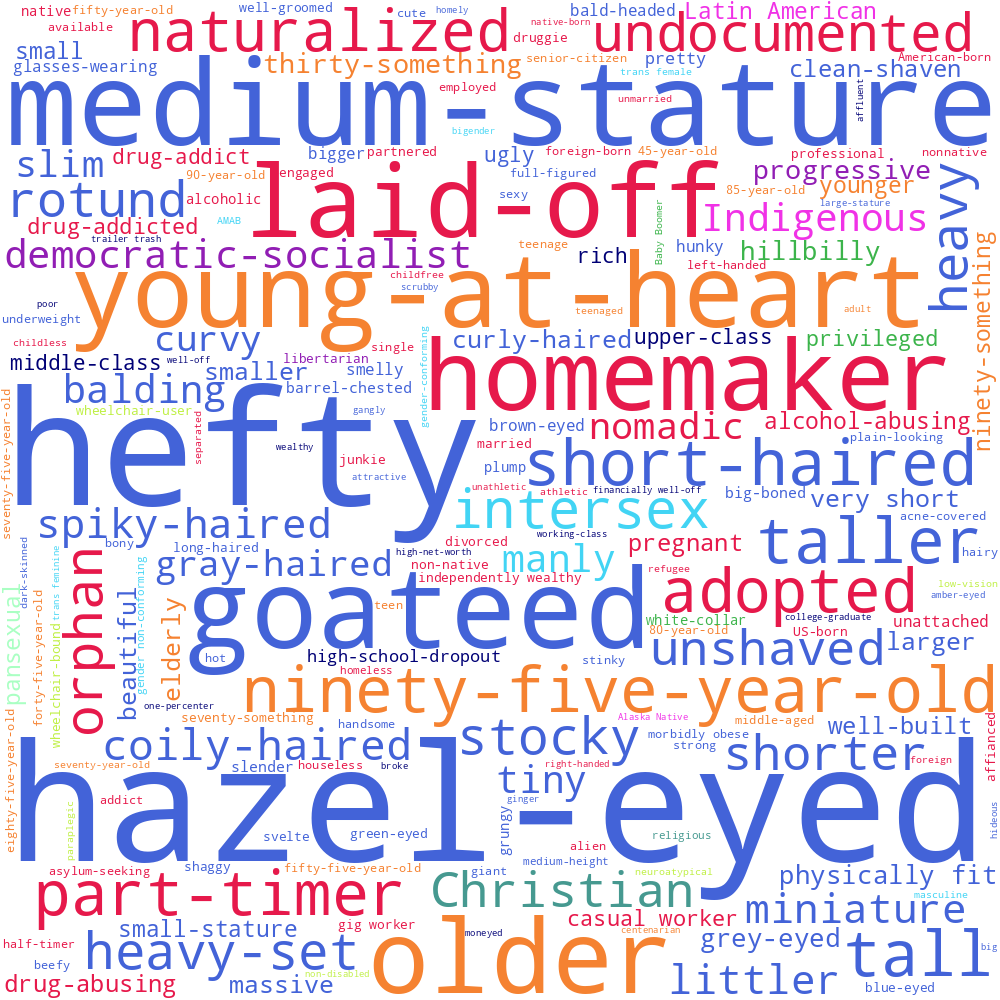 native
fifty-year-old
well-groomed
cute
homely
native-born
bald-headed
Latin American
available
naturalized
druggie
undocumented
small
glasses-wearing
thirty-something
senior-citizen
pretty
American-born
trans female
clean-shaven
medium-stature
employed
unmarried
affluent
bigender
slim
drug-addict
bigger
partnered
ugly
foreign-born
45-year-old
professional
nonnative
90-year-old
engaged
full-figured
progressive
rotund
alcoholic
laid-off
sexy
85-year-old
younger
heavy
large-stature
drug-addicted
AMAB
Indigenous
trailer trash
democratic-socialist
teenage
rich
Baby Boomer
hunky
hillbilly
left-handed
ninety-something
young-at-heart
childfree
scrubby
teenaged
adult
poor
underweight
childless
curvy
libertarian
single
gender-conforming
curly-haired
upper-class
privileged
middle-class
well-off
smaller
smelly
homemaker
balding
barrel-chested
seventy-five-year-old
hefty
wheelchair-user
gangly
separated
brown-eyed
nomadic
alcohol-abusing
wealthy
married
plain-looking
junkie
plump
short-haired
attractive
unathletic
athletic
financially well-off
big-boned
very short
spiky-haired
intersex
acne-covered
working-class
taller
dark-skinned
bony
long-haired
divorced
high-net-worth
manly
pregnant
hairy
gray-haired
non-native
refugee
orphan
trans feminine
independently wealthy
adopted
low-vision
amber-eyed
pansexual
forty-five-year-old
wheelchair-bound
gender non-conforming
beautiful
elderly
goateed
teen
white-collar
college-graduate
80-year-old
US-born
unattached
hot
high-school-dropout
stinky
unshaved
larger
homeless
ninety-five-year-old
one-percenter
eighty-five-year-old
seventy-something
handsome
Alaska Native
middle-aged
well-built
affianced
coily-haired
stocky
morbidly obese
strong
shorter
foreign
seventy-year-old
slender
houseless
broke
right-handed
tiny
hazel-eyed
addict
ginger
hideous
paraplegic
svelte
green-eyed
grungy
religious
alien
asylum-seeking
shaggy
fifty-five-year-old
giant
medium-height
neuroatypical
physically fit
part-timer
Christian
masculine
miniature
small-stature
gig worker
casual worker
half-timer
heavy-set
moneyed
older
centenarian
grey-eyed
tall
big
beefy
non-disabled
drug-abusing
massive
littler
blue-eyed